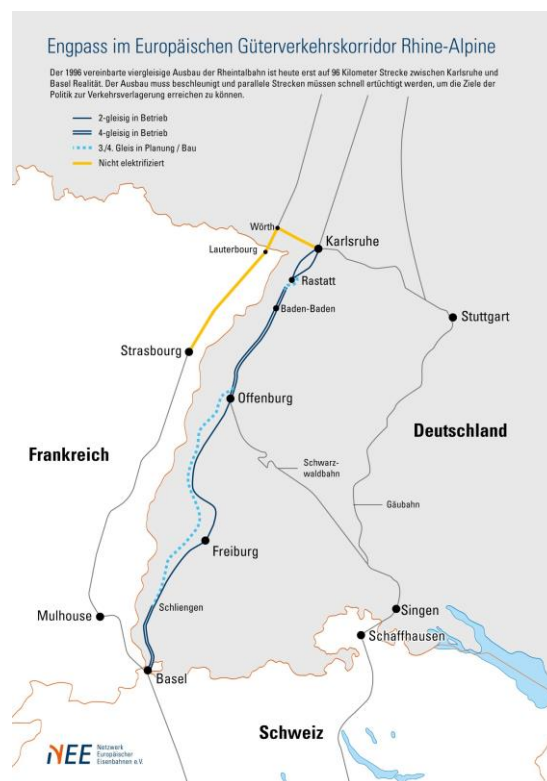 Engpass im Europäischen Güterverkehrskorridor Rhine-Alpine
Der 1996 vereinbarte viergleisige Ausbau der Rheintalbahn ist heute erst auf 96 Kilometer Strecke zwischen Karlsruhe und
Basel Realität. Der Ausbau muss beschleunigt und parallele Strecken müssen schnell ertüchtigt werden, um die Ziele der
Politik zur Verkehrsverlagerung erreichen zu können.
2-gleisig in Betrieb
4-gleisig in Betrieb
3./4. Gleis in Planung / Bau
Nicht elektrifiziert
Wörth
Karlsruhe
Lauterbourg
Rastatt
Baden-Baden
Stuttgart
Strasbourg
Offenburg
Deutschland
Frankreich
Schwarz-
waldbahn
Gäubahn
Freiburg
Schliengen
Singen
Mulhouse
Schaffhausen
Basel
Schweiz
NEE Netzwerk
Europäischer
Eisenbahnen e.V.